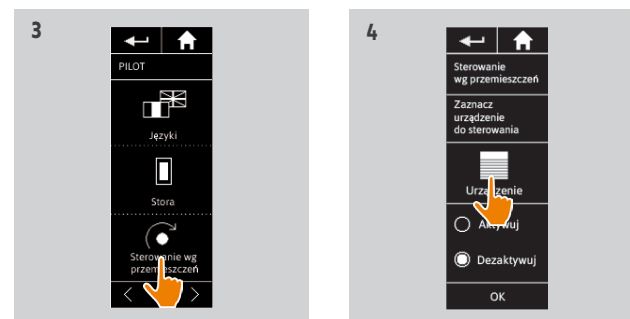 3
PILOT
Języki
Stora
Sterowanie wg
przemieszczeń
4
Sterowanie
wg przemieszczeń
Zaznacz
urządzenie
do sterowania
Urządzenie
Aktywuj
Dezaktywuj
OK